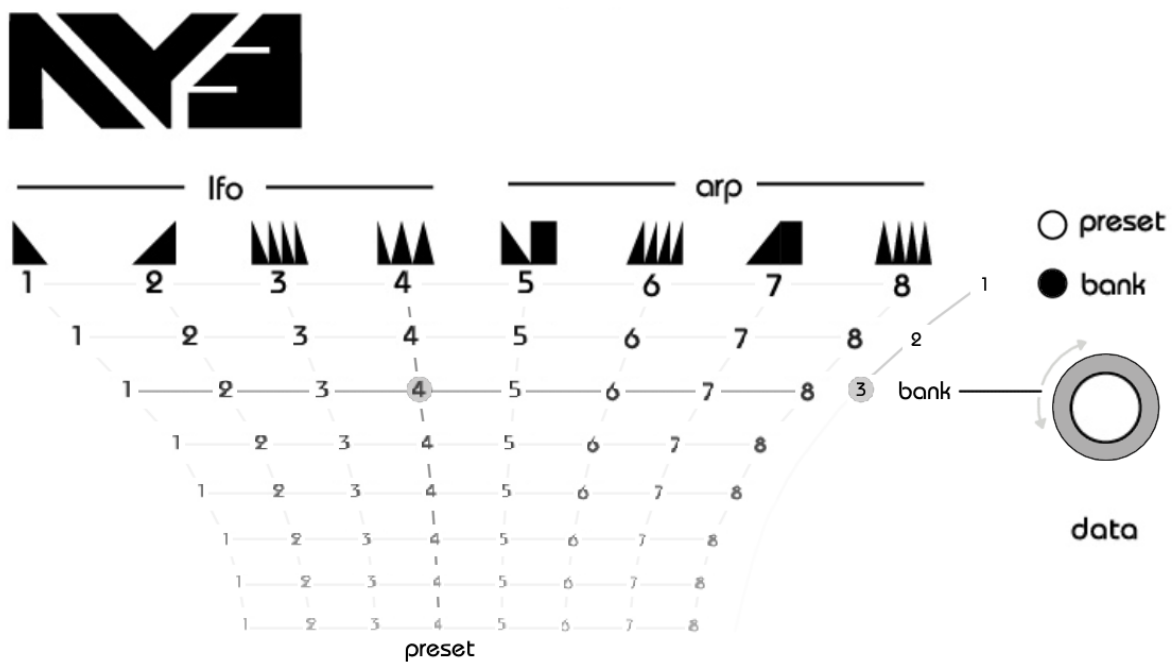 NYE
lfo arp
preset
bank
1 2 3 4 5 6 7 8 1
1 2 3 4 5 6 7 8 2
1 2 3 4 5 6 7 8 3 bank
1 2 3 4 5 6 7 8
1 2 3 4 5 6 7 8
data
1 2 3 4 5 6 7 8
1 2 3 4 5 6 7 8
1 2 3 4 5 6 7 8
preset